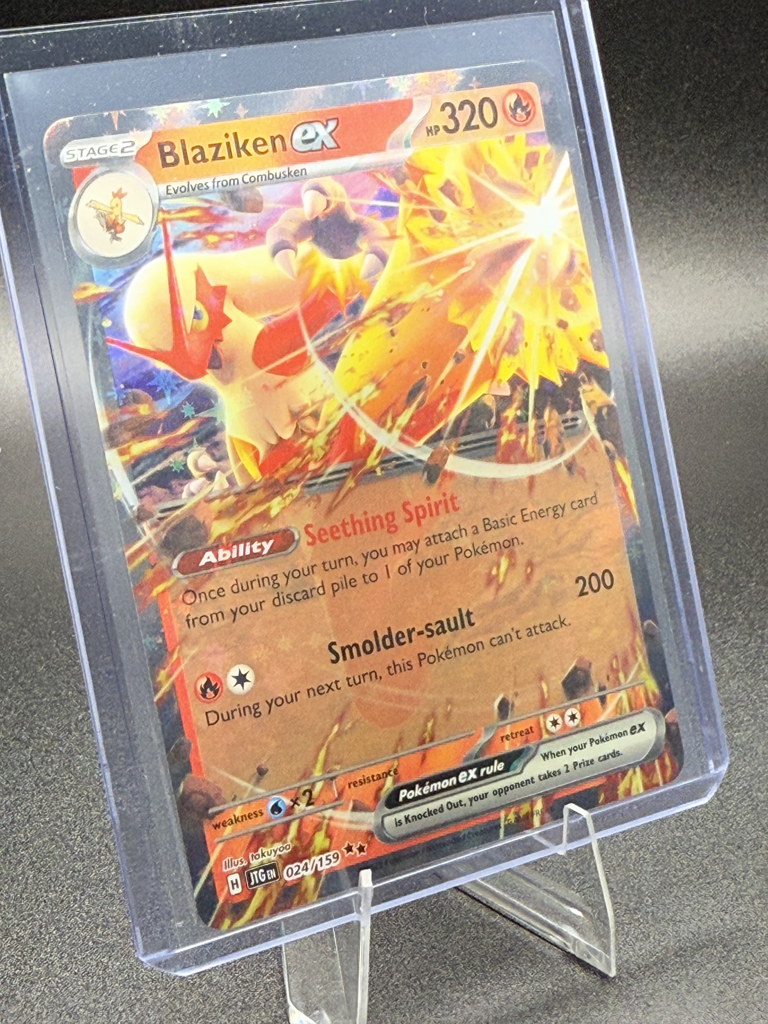 STAGE 2
Blaziken ex
HP 320
Evolves from Combusken
Ability Seething Spirit
Once during your turn, you may attach a Basic Energy card
from your discard pile to 1 of your Pokémon.
Smolder-sault 200
During your next turn, this Pokémon can't attack.
weakness ×2 resistance retreat
Pokémon ex rule When your Pokémon ex
is Knocked Out, your opponent takes 2 Prize cards.
Illus. takuyoa
H JTG EN 024/159